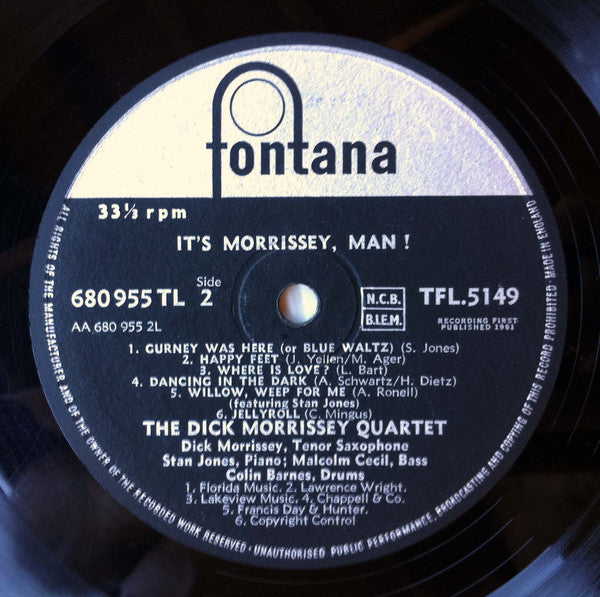 fontana
33⅓ rpm
IT'S MORRISSEY, MAN !
680 955 TL
Side
2
AA 680 955 2L
N.C.B.
B.I.E.M.
TFL.5149
RECORDING FIRST
PUBLISHED 1961
1. GURNEY WAS HERE (or BLUE WALTZ) (S. Jones)
2. HAPPY FEET (J. Yellen/M. Ager)
3. WHERE IS LOVE? (L. Bart)
4. DANCING IN THE DARK (A. Schwartz/H. Dietz)
5. WILLOW, WEEP FOR ME (A. Ronell)
(featuring Stan Jones)
6. JELLYROLL (C. Mingus)
THE DICK MORRISSEY QUARTET
Dick Morrissey, Tenor Saxophone
Stan Jones, Piano; Malcolm Cecil, Bass
Colin Barnes, Drums
1. Florida Music. 2. Lawrence Wright.
3. Lakeview Music. 4. Chappell & Co.
5. Francis Day & Hunter.
6. Copyright Control
ALL RIGHTS OF THE MANUFACTURER AND OF THE OWNER OF THE RECORDED WORK RESERVED · UNAUTHORISED PUBLIC PERFORMANCE, BROADCASTING AND COPYING OF THIS RECORD PROHIBITED MADE IN ENGLAND